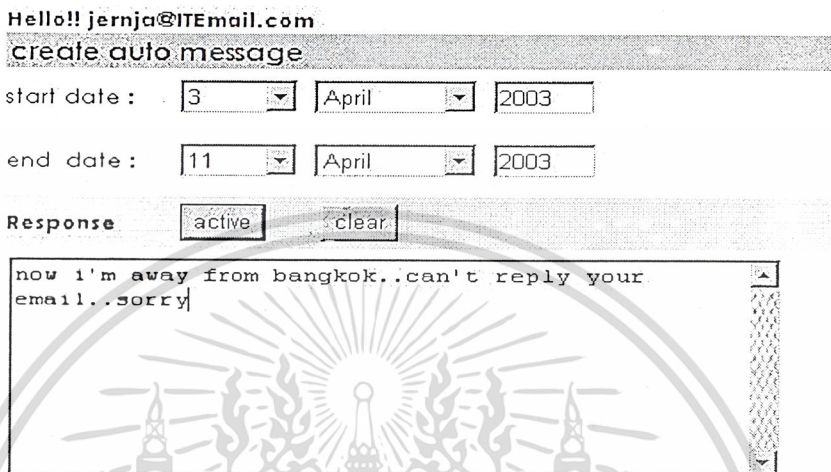 Hello!! jernja@ITEmail.com
create auto message
start date : 3 April 2003
end date : 11 April 2003
Response active clear
now i'm away from bangkok..can't reply your
email..sorry